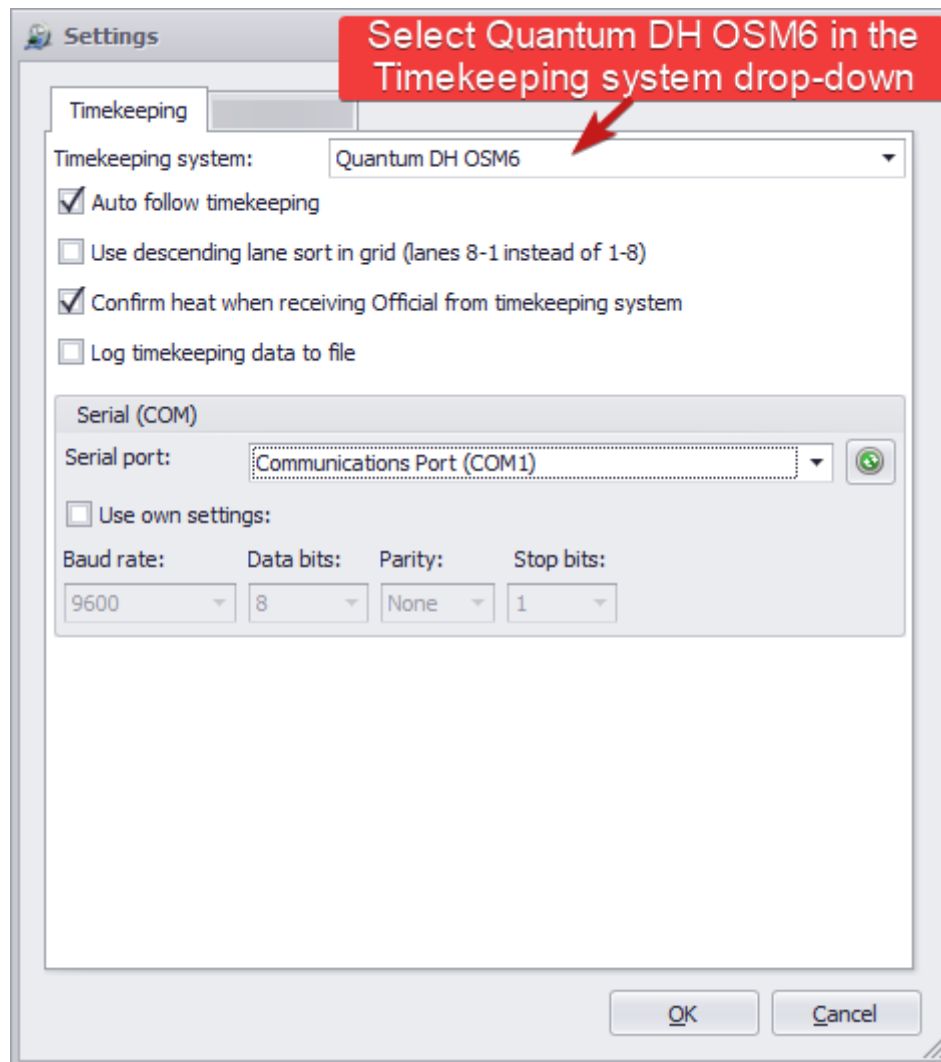 Settings
Select Quantum DH OSM6 in the
Timekeeping system drop-down
Timekeeping
Timekeeping system: Quantum DH OSM6
Auto follow timekeeping
Use descending lane sort in grid (lanes 8-1 instead of 1-8)
Confirm heat when receiving Official from timekeeping system
Log timekeeping data to file
Serial (COM)
Serial port: Communications Port (COM1)
Use own settings:
Baud rate: Data bits: Parity: Stop bits:
9600 8 None 1
OK Cancel